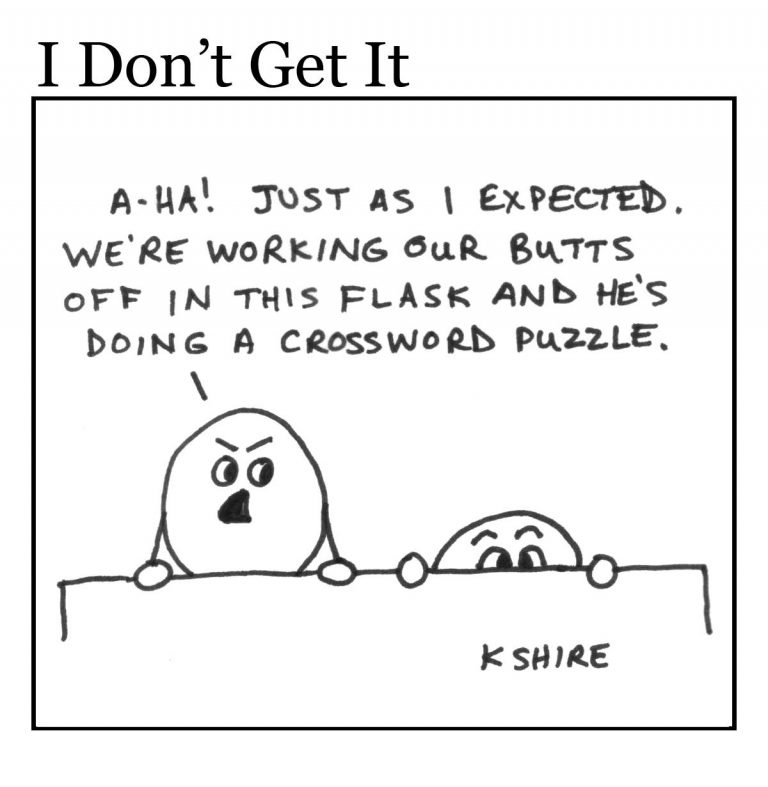 I Don’t Get It
A-HA! JUST AS I EXPECTED.
WE'RE WORKING OUR BUTTS
OFF IN THIS FLASK AND HE'S
DOING A CROSSWORD PUZZLE.
K SHIRE